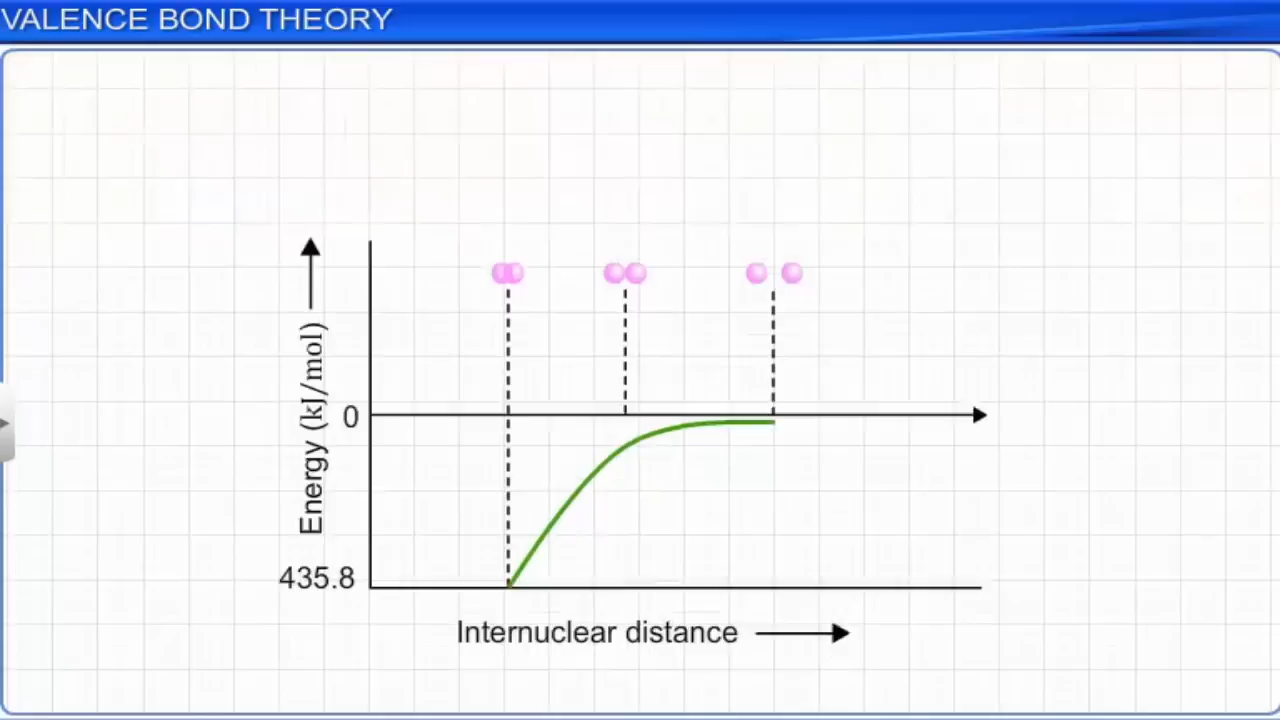 VALENCE BOND THEORY
Energy (kJ/mol)
0
435.8
Internuclear distance